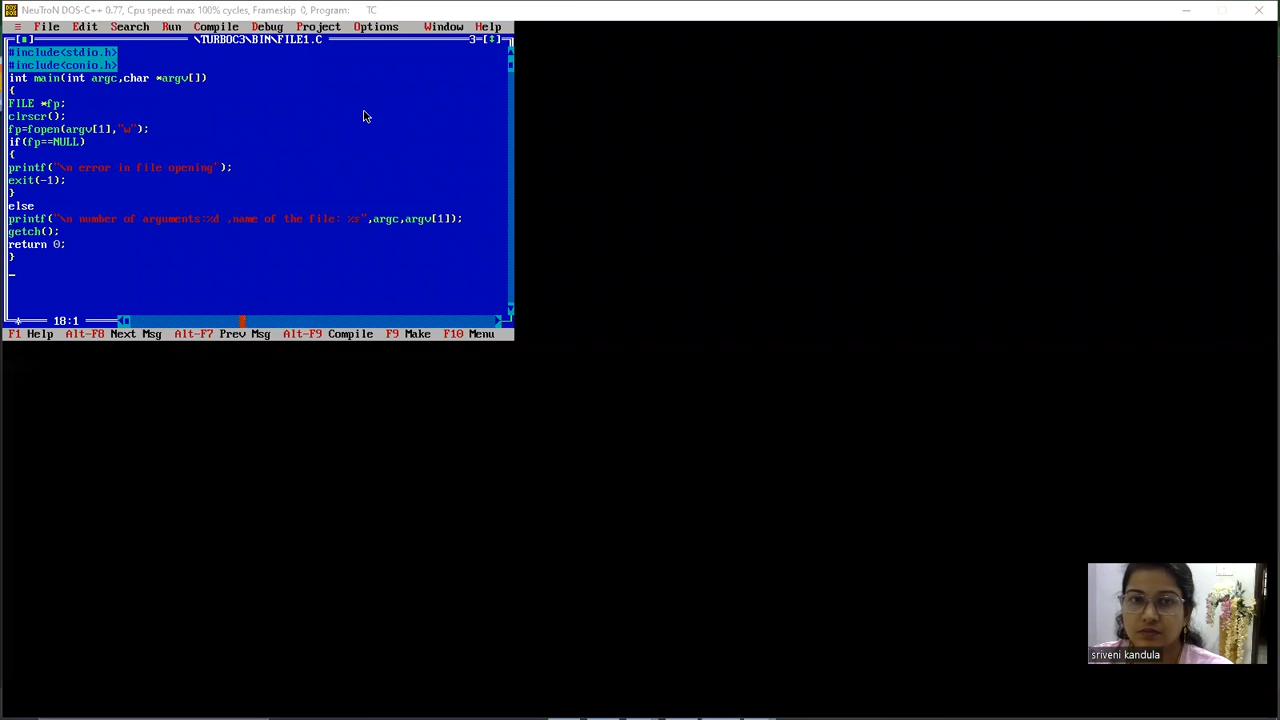 NeuTroN DOS-C++ 0.77, Cpu speed: max 100% cycles, Frameskip 0, Program: TC
≡ File Edit Search Run Compile Debug Project Options Window Help
[■] \TURBOC3\BIN\FILE1.C 3=[↕]
#include<stdio.h>
#include<conio.h>
int main(int argc,char *argv[])
{
FILE *fp;
clrscr();
fp=fopen(argv[1],"w");
if(fp==NULL)
{
printf("\n error in file opening");
exit(-1);
}
else
printf("\n number of arguments:%d ,name of the file: %s",argc,argv[1]);
getch();
return 0;
}
18:1
F1 Help Alt-F8 Next Msg Alt-F7 Prev Msg Alt-F9 Compile F9 Make F10 Menu
sriveni kandula